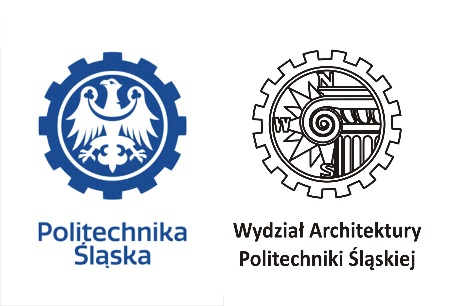 N
W
S
Politechnika
Śląska
Wydział Architektury
Politechniki Śląskiej